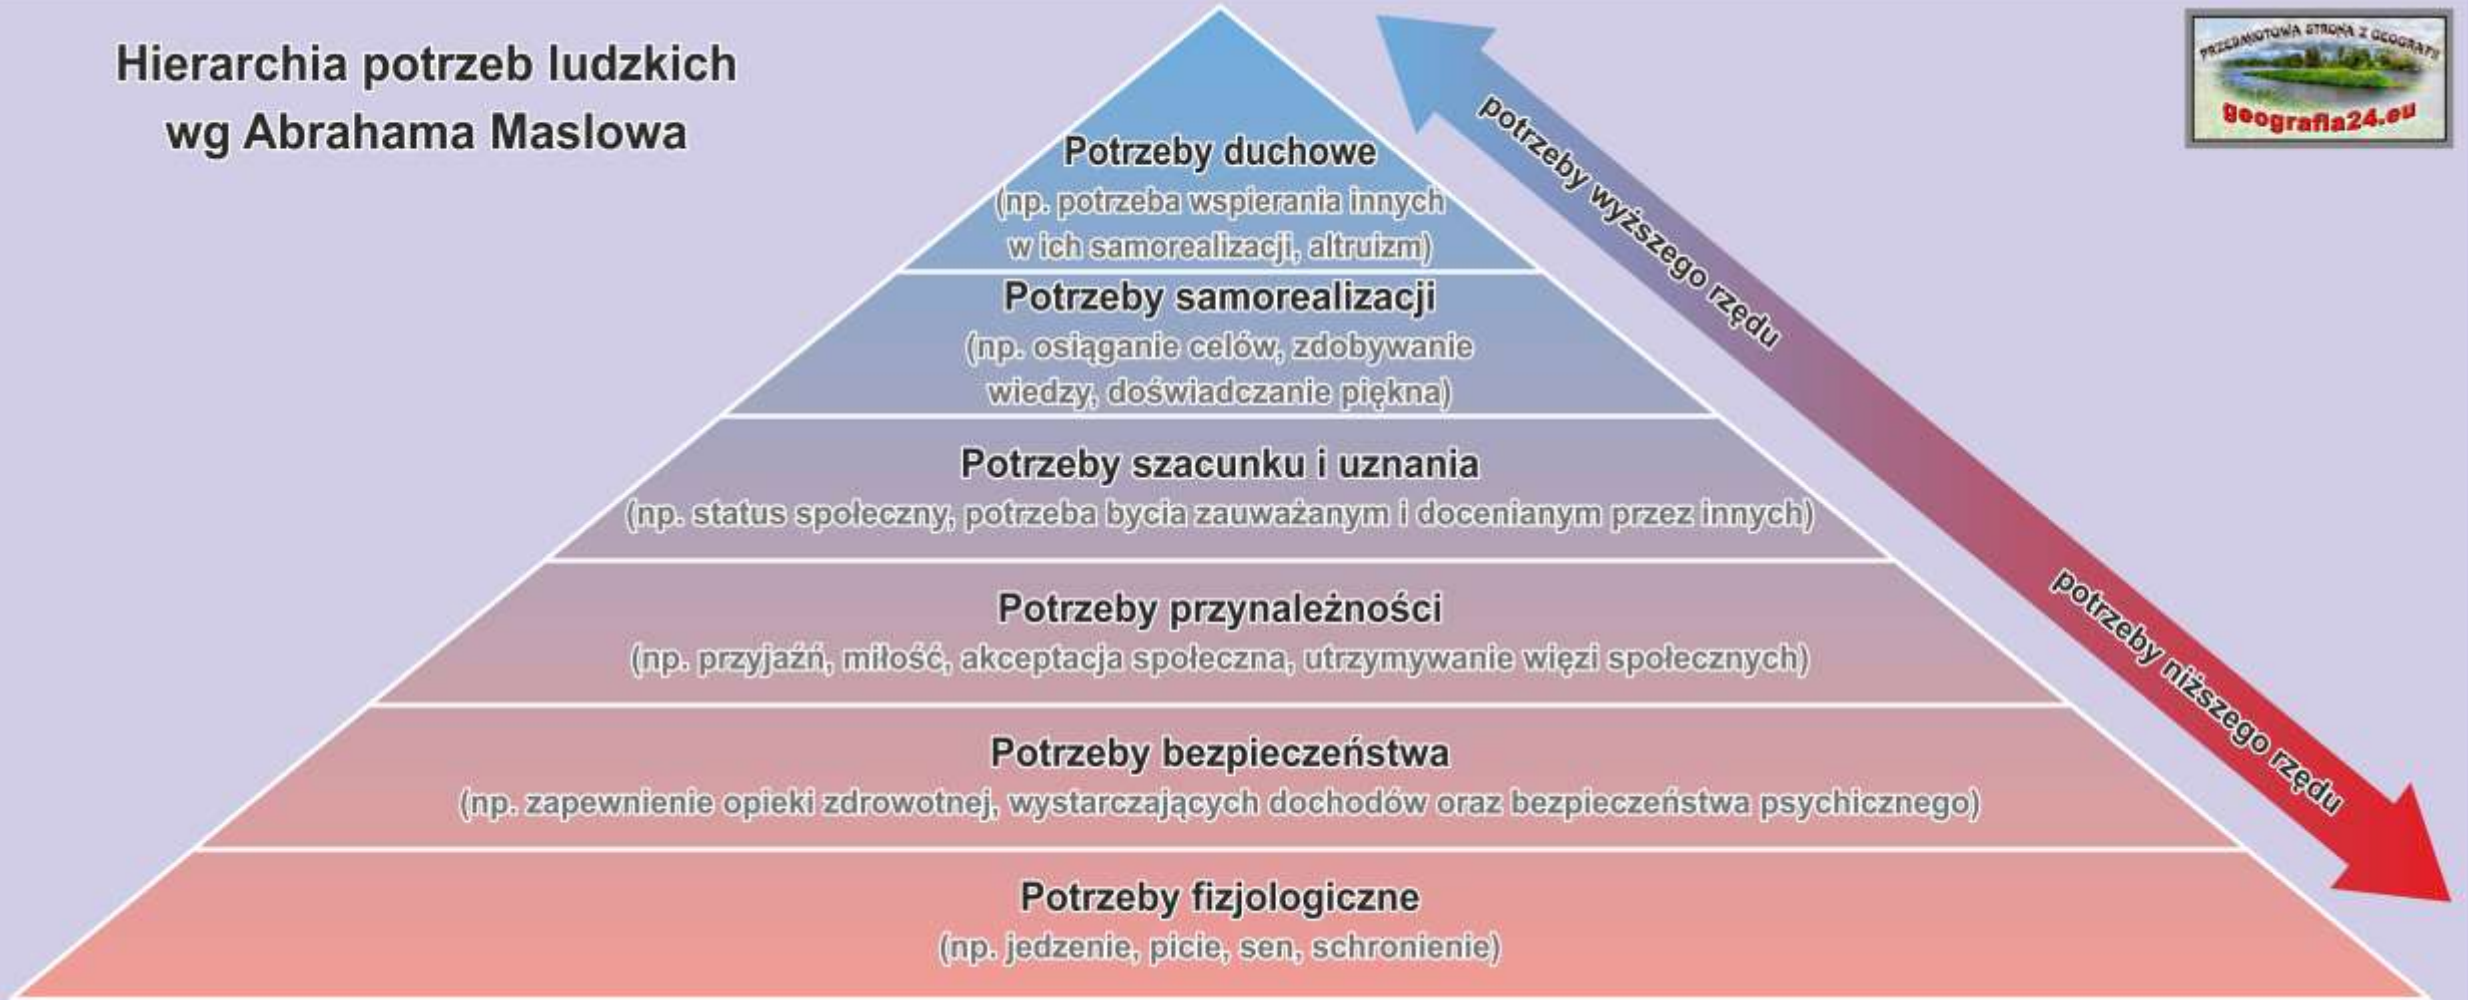 Hierarchia potrzeb ludzkich
wg Abrahama Maslowa
PRZEDMIOTOWA STRONA Z GEOGRAFII
geografia24.eu
potrzeby wyższego rzędu
potrzeby niższego rzędu
Potrzeby duchowe
(np. potrzeba wspierania innych
w ich samorealizacji, altruizm)
Potrzeby samorealizacji
(np. osiąganie celów, zdobywanie
wiedzy, doświadczanie piękna)
Potrzeby szacunku i uznania
(np. status społeczny, potrzeba bycia zauważanym i docenianym przez innych)
Potrzeby przynależności
(np. przyjaźń, miłość, akceptacja społeczna, utrzymywanie więzi społecznych)
Potrzeby bezpieczeństwa
(np. zapewnienie opieki zdrowotnej, wystarczających dochodów oraz bezpieczeństwa psychicznego)
Potrzeby fizjologiczne
(np. jedzenie, picie, sen, schronienie)